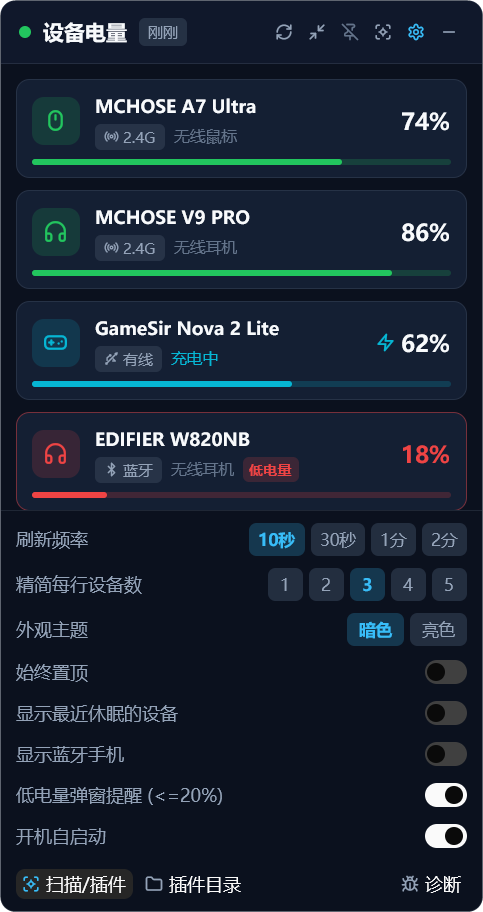 设备电量 刚刚
MCHOSE A7 Ultra
74%
2.4G 无线鼠标
MCHOSE V9 PRO
86%
2.4G 无线耳机
GameSir Nova 2 Lite
62%
有线 充电中
EDIFIER W820NB
18%
蓝牙 无线耳机 低电量
刷新频率 10秒 30秒 1分 2分
精简每行设备数 1 2 3 4 5
外观主题 暗色 亮色
始终置顶
显示最近休眠的设备
显示蓝牙手机
低电量弹窗提醒 (<=20%)
开机自启动
扫描/插件 插件目录 诊断